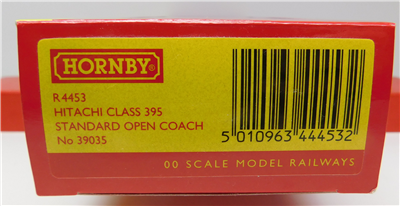 HORNBY®
R4453
HITACHI CLASS 395
STANDARD OPEN COACH
No 39035
5 010963 444532
00 SCALE MODEL RAILWAYS